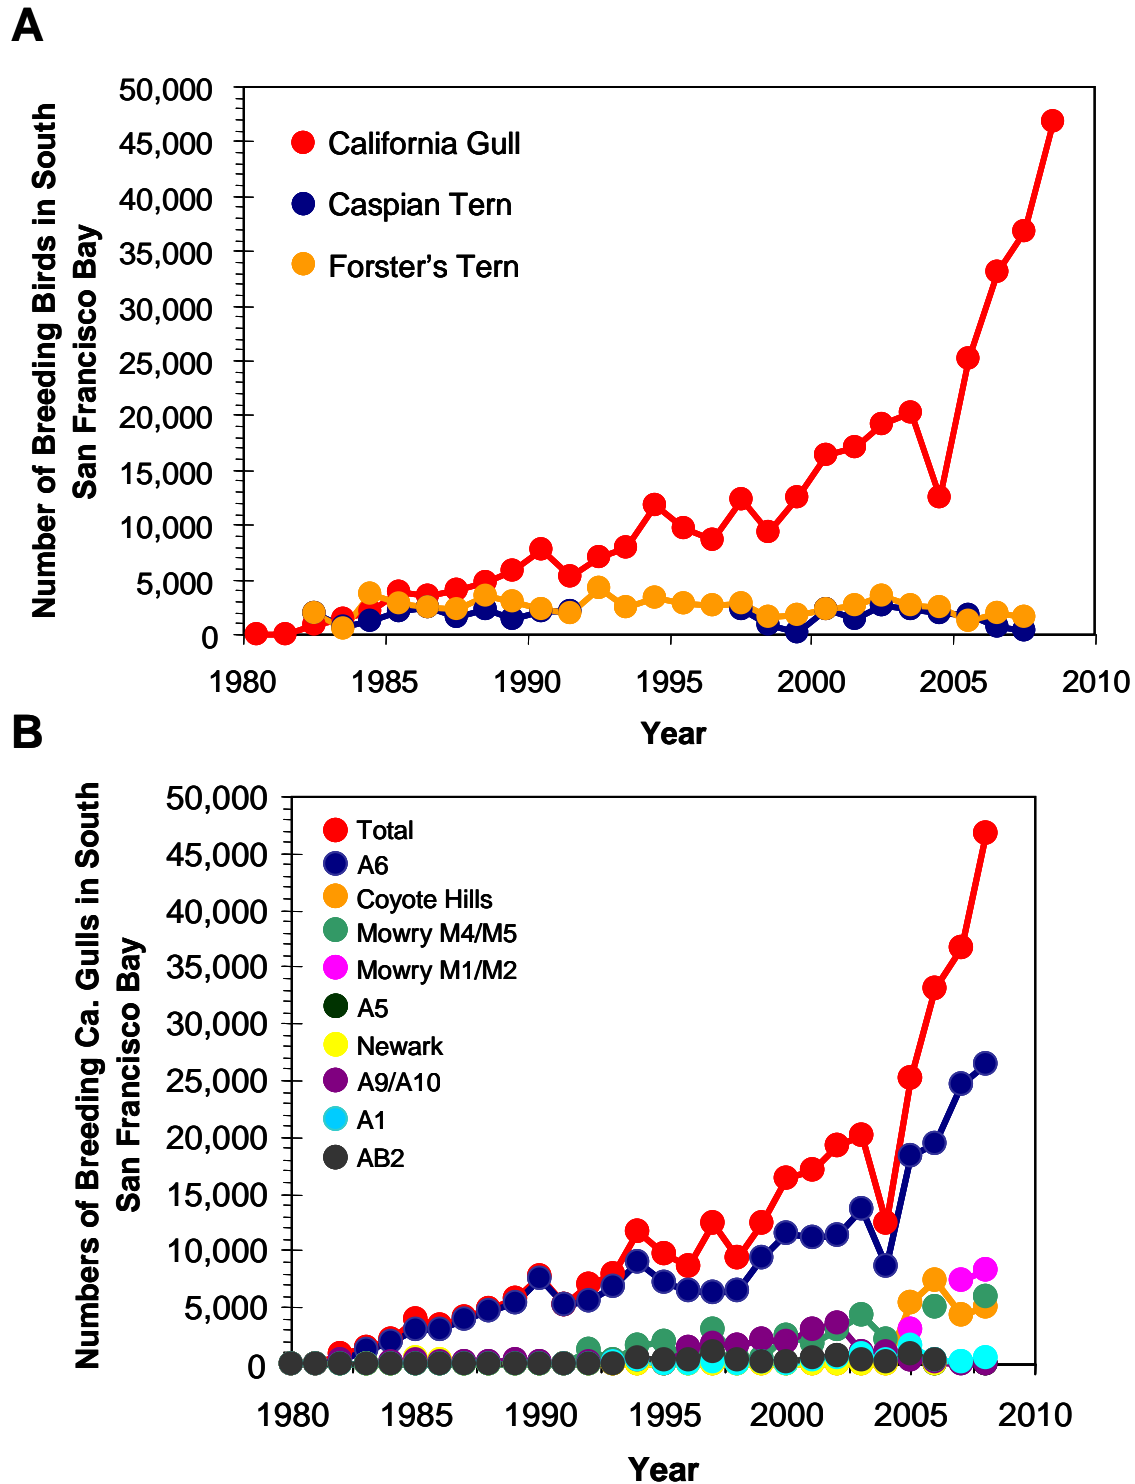 A
Number of Breeding Birds in South
San Francisco Bay
50,000
45,000
40,000
35,000
30,000
25,000
20,000
15,000
10,000
5,000
0
California Gull
Caspian Tern
Forster's Tern
1980 1985 1990 1995 2000 2005 2010
Year
B
Numbers of Breeding Ca. Gulls in South
San Francisco Bay
50,000
45,000
40,000
35,000
30,000
25,000
20,000
15,000
10,000
5,000
0
Total
A6
Coyote Hills
Mowry M4/M5
Mowry M1/M2
A5
Newark
A9/A10
A1
AB2
1980 1985 1990 1995 2000 2005 2010
Year